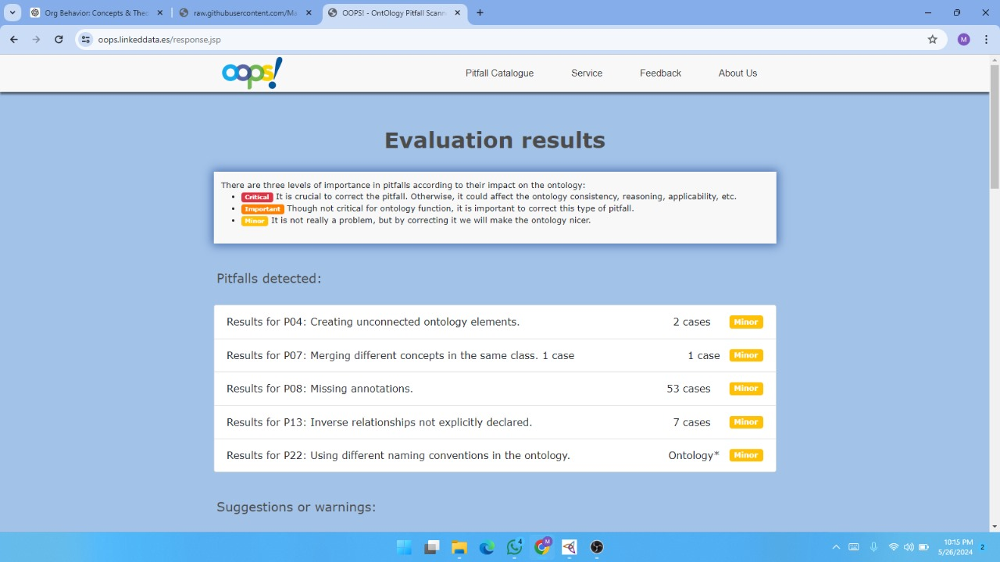 Org Behavior: Concepts & Thec
raw.githubusercontent.com/Ma
OOPS! - OntOlogy Pitfall Scann
oops.linkeddata.es/response.jsp
M
oops!
Pitfall Catalogue
Service
Feedback
About Us
Evaluation results
There are three levels of importance in pitfalls according to their impact on the ontology:
• Critical It is crucial to correct the pitfall. Otherwise, it could affect the ontology consistency, reasoning, applicability, etc.
• Important Though not critical for ontology function, it is important to correct this type of pitfall.
• Minor It is not really a problem, but by correcting it we will make the ontology nicer.
Pitfalls detected:
Results for P04: Creating unconnected ontology elements. 2 cases Minor
Results for P07: Merging different concepts in the same class. 1 case 1 case Minor
Results for P08: Missing annotations. 53 cases Minor
Results for P13: Inverse relationships not explicitly declared. 7 cases Minor
Results for P22: Using different naming conventions in the ontology. Ontology* Minor
Suggestions or warnings:
4
M
10:15 PM
5/26/2024
2